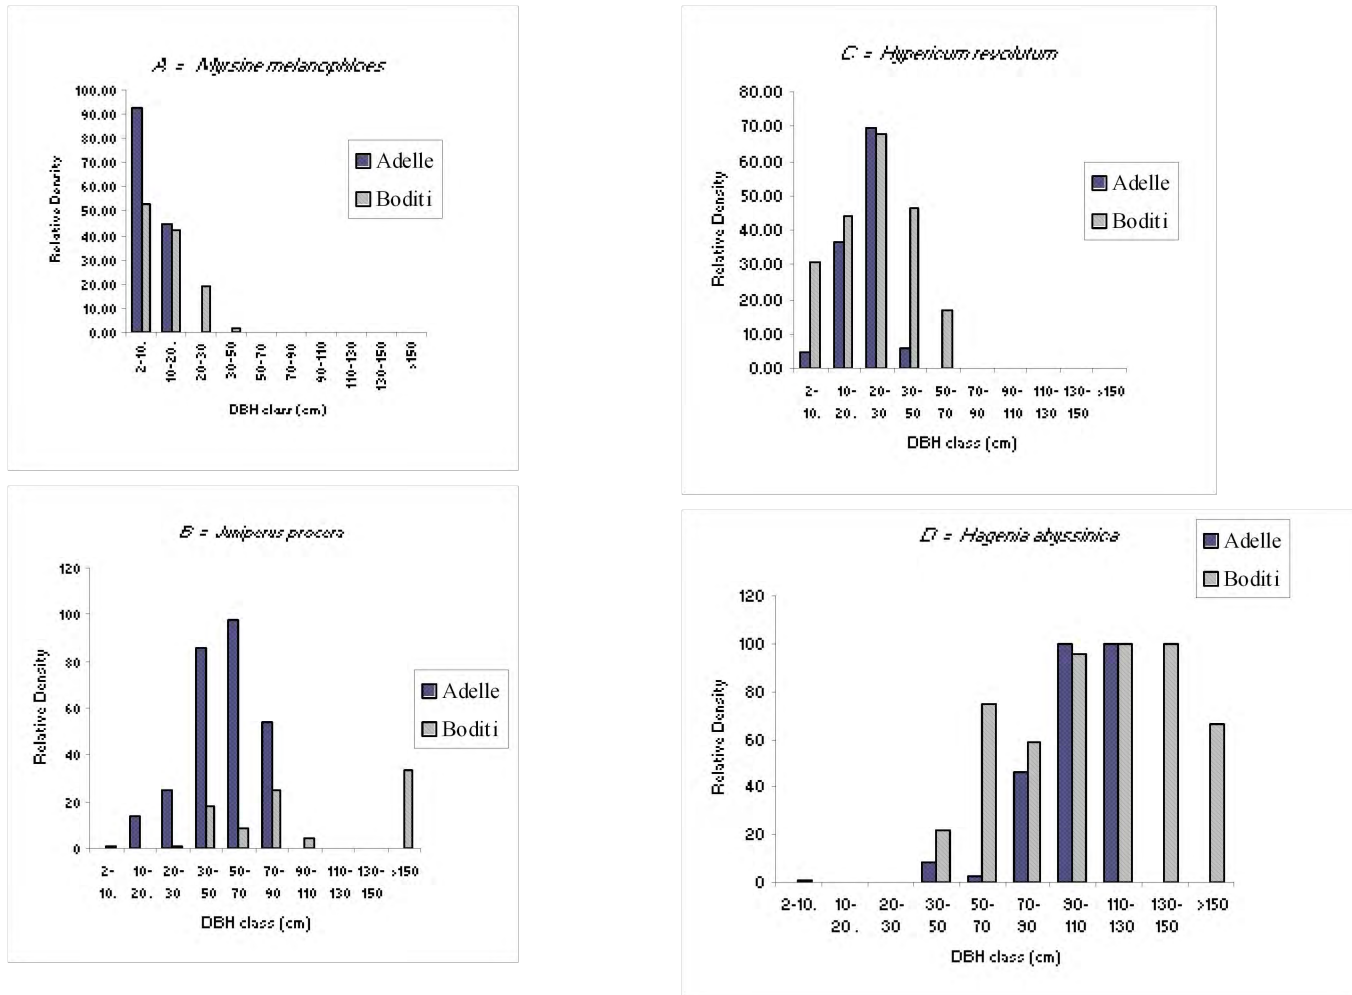 A = Myrsine melanophloes
100.00
90.00
80.00
70.00
60.00
50.00
40.00
30.00
20.00
10.00
0.00
Relative Density
2-10.
10-20.
20-30
30-50
50-70
70-90
90-110
110-130
130-150
>150
DBH class (cm)
Adelle
Boditi
C = Hypericum revolutum
80.00
70.00
60.00
50.00
40.00
30.00
20.00
10.00
0.00
Relative Density
2- 10- 20- 30- 50- 70- 90- 110- 130- >150
10. 20. 30 50 70 90 110 130 150
DBH class (cm)
Adelle
Boditi
B = Juniperus procera
120
100
80
60
40
20
0
Relative Density
2- 10- 20- 30- 50- 70- 90- 110- 130- >150
10. 20. 30 50 70 90 110 130 150
DBH class (cm)
Adelle
Boditi
D = Hagenia abyssinica
Adelle
Boditi
120
100
80
60
40
20
0
Relative Density
2-10. 10- 20- 30- 50- 70- 90- 110- 130- >150
20. 30 50 70 90 110 130 150
DBH class (cm)